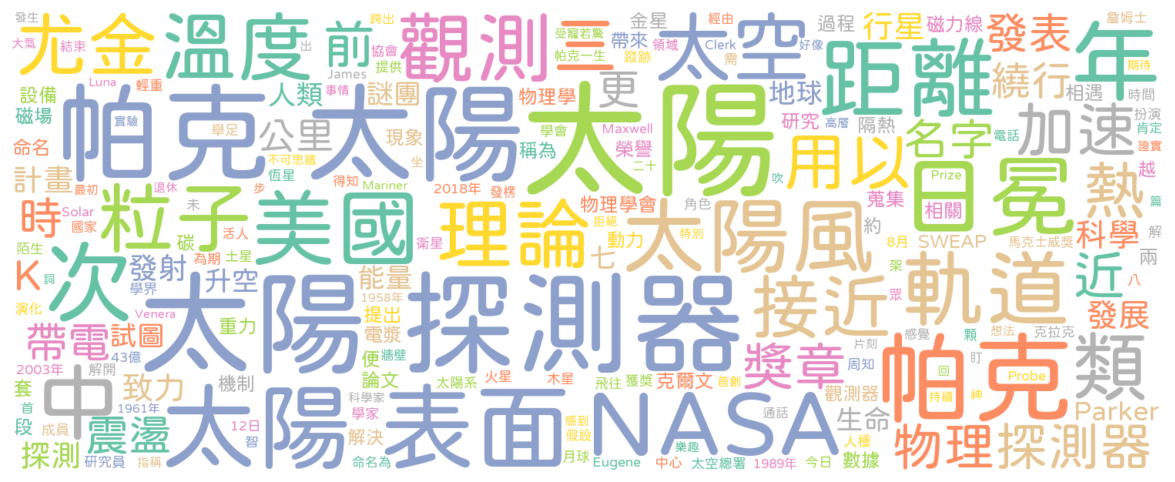 發生
跨出
金星
經由
過程
行星
磁力線
發表
詹姆士
尤金
溫度
前
觀測
三
太空
年
大氣
結束
出
協會
提供
受寵若驚
帶來
領域
Clerk
好像
距離
帕克一生
蹤跡
需
繞行
期待
Luna
輕重
James
事情
設備
人類
謎團
物理學
更
地球
相遇
時間
磁場
實驗
帕克太陽
太陽
研究
隔熱
名字
加速
扮演
電話
肯定
高層
舉足
公里
現象
學會
稱為
Maxwell
榮譽
證實
命名
不可思議
二十
用以
日冕
越
計畫
最初
退休
恆星
坐
吹
Prize
熱
粒子
美國
得知
Mariner
2018年
發楞
物理學會
蒐集
相關
篇
時
Solar
未
步
理論
角色
太陽風
約
國家
活人
衛星
拒絕
特別
8月
SWEAP
馬克士威獎
解
陌生
碳
土星
動力
科學
兩
K
次
發射
為期
升空
能量
七
架
近
八
詞
學界
太陽探測器
接近
軌道
眾
演化
Venera
1958年
提出
發展
帶電
試圖
重力
電漿
感覺
顆
想法
克拉克
43億
便
牆壁
片刻
2003年
解開
獎章
周知
盯
帕克
類
套
中
致力
機制
論文
太陽系
火星
木星
飛往
獲獎
克爾文
首創
回
Probe
首
1961年
科學家
觀測器
持續
神
段
成員
震盪
太陽表面
NASA
生命
Parker
12日
學家
感到
通話
人種
智
解決
假設
樂趣
物理
探測器
探測
研究員
指稱
命名為
月球
Eugene
中心
太空總署
1989年
今日
數據